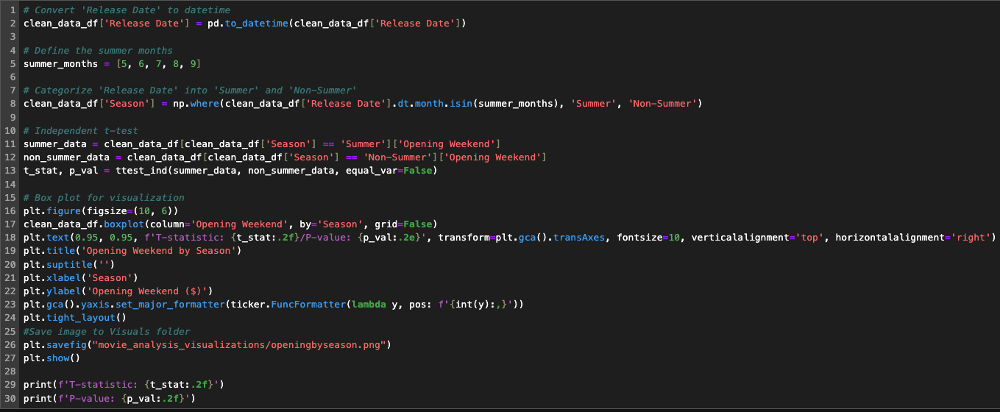 1 # Convert 'Release Date' to datetime
2 clean_data_df['Release Date'] = pd.to_datetime(clean_data_df['Release Date'])
3
4 # Define the summer months
5 summer_months = [5, 6, 7, 8, 9]
6
7 # Categorize 'Release Date' into 'Summer' and 'Non-Summer'
8 clean_data_df['Season'] = np.where(clean_data_df['Release Date'].dt.month.isin(summer_months), 'Summer', 'Non-Summer')
9
10 # Independent t-test
11 summer_data = clean_data_df[clean_data_df['Season'] == 'Summer']['Opening Weekend']
12 non_summer_data = clean_data_df[clean_data_df['Season'] == 'Non-Summer']['Opening Weekend']
13 t_stat, p_val = ttest_ind(summer_data, non_summer_data, equal_var=False)
14
15 # Box plot for visualization
16 plt.figure(figsize=(10, 6))
17 clean_data_df.boxplot(column='Opening Weekend', by='Season', grid=False)
18 plt.text(0.95, 0.95, f'T-statistic: {t_stat:.2f}/P-value: {p_val:.2e}', transform=plt.gca().transAxes, fontsize=10, verticalalignment='top', horizontalalignment='right')
19 plt.title('Opening Weekend by Season')
20 plt.suptitle('')
21 plt.xlabel('Season')
22 plt.ylabel('Opening Weekend ($)')
23 plt.gca().yaxis.set_major_formatter(ticker.FuncFormatter(lambda y, pos: f'{int(y):,}'))
24 plt.tight_layout()
25 #Save image to Visuals folder
26 plt.savefig("movie_analysis_visualizations/openingbyseason.png")
27 plt.show()
28
29 print(f'T-statistic: {t_stat:.2f}')
30 print(f'P-value: {p_val:.2f}')